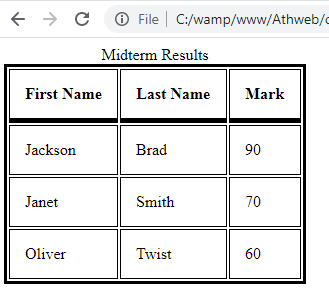 File | C:/wamp/www/Athweb/
Midterm Results
First Name Last Name Mark
Jackson Brad 90
Janet Smith 70
Oliver Twist 60